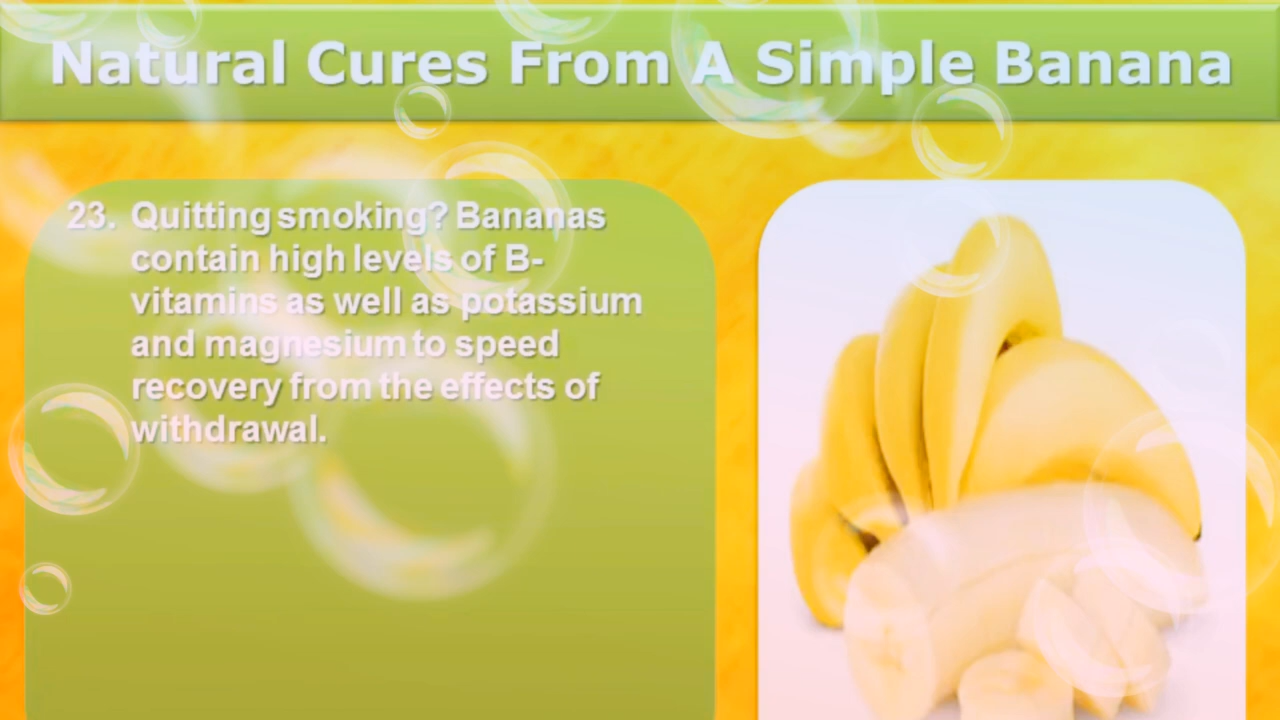 Natural Cures From A Simple Banana
23. Quitting smoking? Bananas
contain high levels of B-
vitamins as well as potassium
and magnesium to speed
recovery from the effects of
withdrawal.